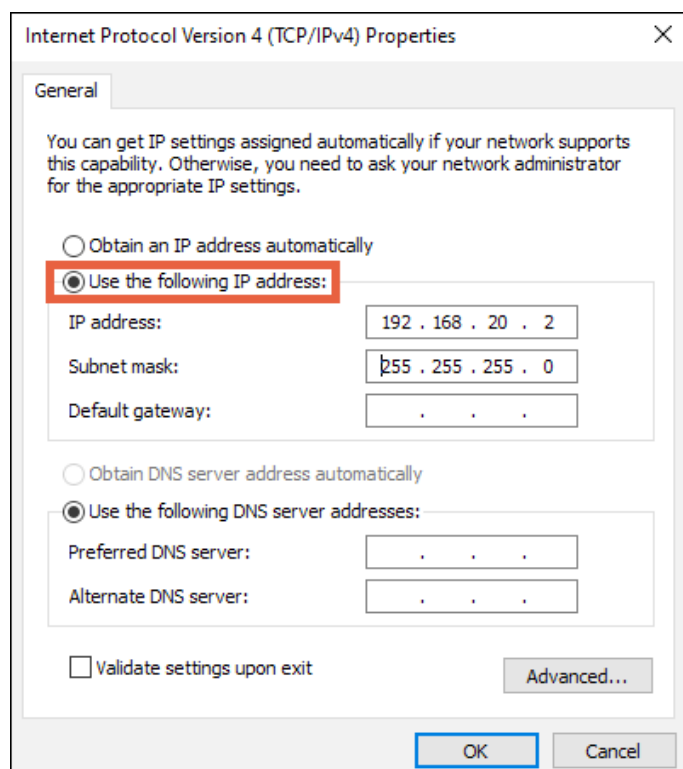 Internet Protocol Version 4 (TCP/IPv4) Properties
General
You can get IP settings assigned automatically if your network supports
this capability. Otherwise, you need to ask your network administrator
for the appropriate IP settings.
Obtain an IP address automatically
Use the following IP address:
IP address: 192 . 168 . 20 . 2
Subnet mask: 255 . 255 . 255 . 0
Default gateway: . . .
Obtain DNS server address automatically
Use the following DNS server addresses:
Preferred DNS server: . . .
Alternate DNS server: . . .
Validate settings upon exit
Advanced...
OK Cancel